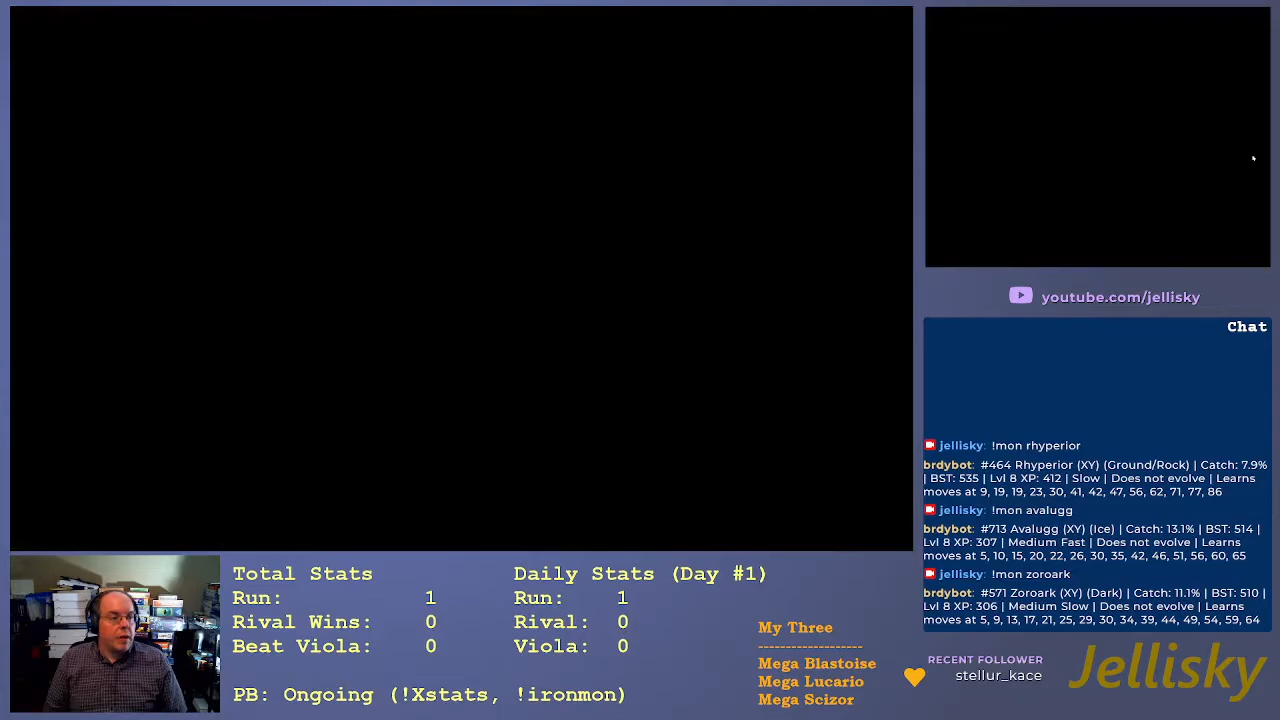 youtube.com/jellisky
Chat
jellisky: !mon rhyperior
brdybot: #464 Rhyperior (XY) (Ground/Rock) | Catch: 7.9%
| BST: 535 | Lvl 8 XP: 412 | Slow | Does not evolve | Learns
moves at 9, 19, 19, 23, 30, 41, 42, 47, 56, 62, 71, 77, 86
jellisky: !mon avalugg
brdybot: #713 Avalugg (XY) (Ice) | Catch: 13.1% | BST: 514 |
Lvl 8 XP: 307 | Medium Fast | Does not evolve | Learns
moves at 5, 10, 15, 20, 22, 26, 30, 35, 42, 46, 51, 56, 60, 65
jellisky: !mon zoroark
brdybot: #571 Zoroark (XY) (Dark) | Catch: 11.1% | BST: 510 |
Lvl 8 XP: 306 | Medium Slow | Does not evolve | Learns
moves at 5, 9, 13, 17, 21, 25, 29, 30, 34, 39, 44, 49, 54, 59, 64
Total Stats
Run: 1
Rival Wins: 0
Beat Viola: 0
Daily Stats (Day #1)
Run: 1
Rival: 0
Viola: 0
PB: Ongoing (!Xstats, !ironmon)
My Three
-------------------
Mega Blastoise
Mega Lucario
Mega Scizor
RECENT FOLLOWER
stellur_kace
Jellisky